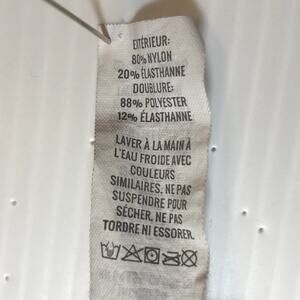 EXTÉRIEUR:
80% NYLON
20% ÉLASTHANNE
DOUBLURE:
88% POLYESTER
12% ÉLASTHANNE
LAVER À LA MAIN À
L'EAU FROIDE AVEC
COULEURS
SIMILAIRES. NE PAS
SUSPENDRE POUR
SÉCHER. NE PAS
TORDRE NI ESSORER.